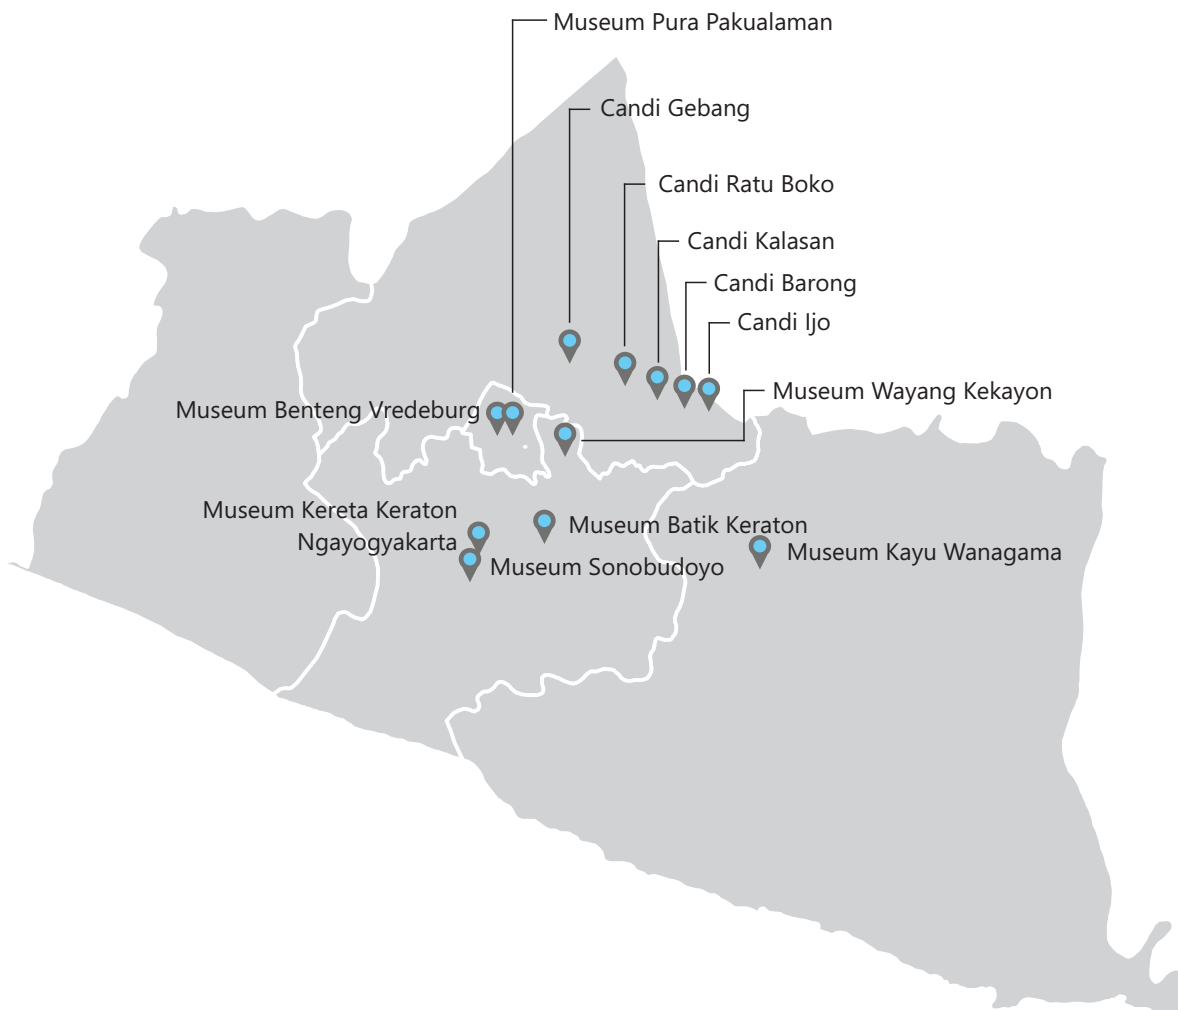 Museum Pura Pakualaman
Candi Gebang
Candi Ratu Boko
Candi Kalasan
Candi Barong
Candi Ijo
Museum Wayang Kekayon
Museum Benteng Vredeburg
Museum Kereta Keraton
Ngayogyakarta
Museum Batik Keraton
Museum Kayu Wanagama
Museum Sonobudoyo